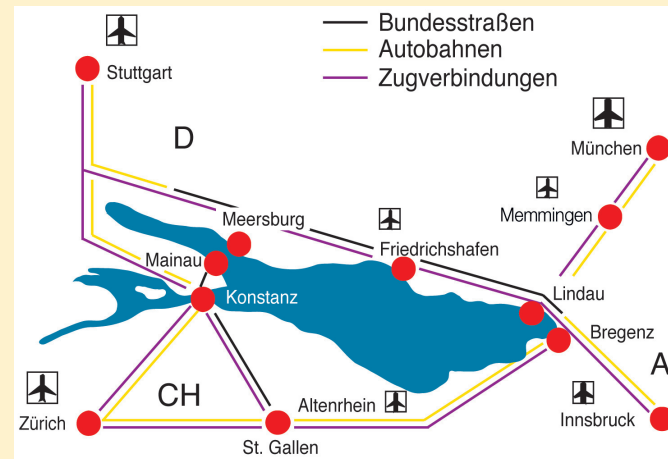 Bundesstraßen
Autobahnen
Zugverbindungen
Stuttgart
D
München
Memmingen
Meersburg
Friedrichshafen
Mainau
Lindau
Konstanz
Bregenz
A
CH
Altenrhein
Zürich
Innsbruck
St. Gallen